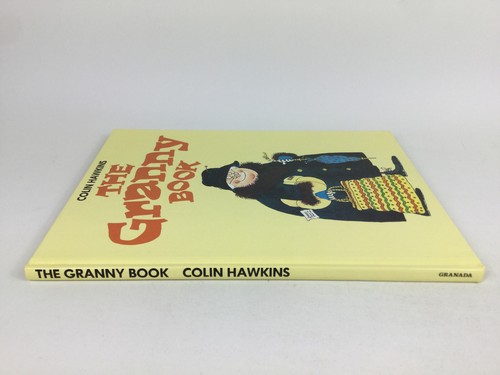 COLIN HAWKINS
THE
Granny
BOOK
THE GRANNY BOOK COLIN HAWKINS GRANADA